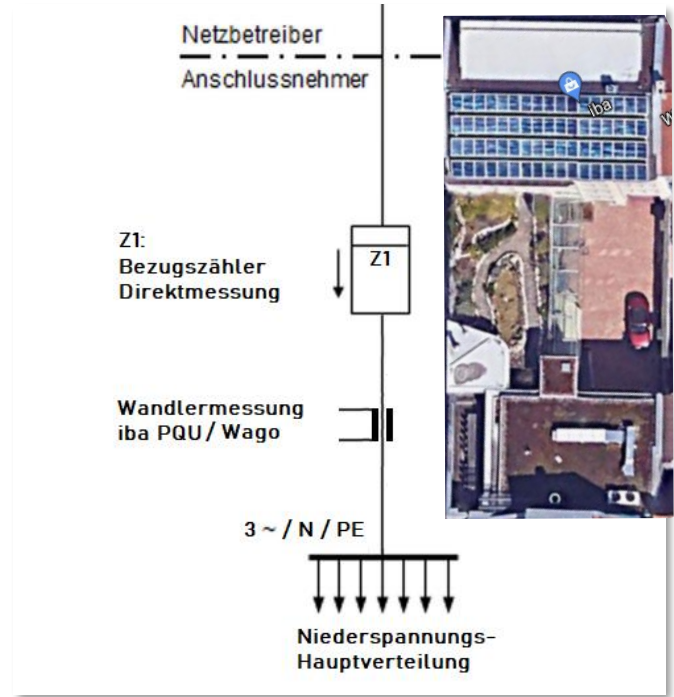 Netzbetreiber
Anschlussnehmer
Z1:
Bezugszähler
Direktmessung
Z1
Wandlermessung
iba PQU / Wago
3 ~ / N / PE
Niederspannungs-
Hauptverteilung
iba
W